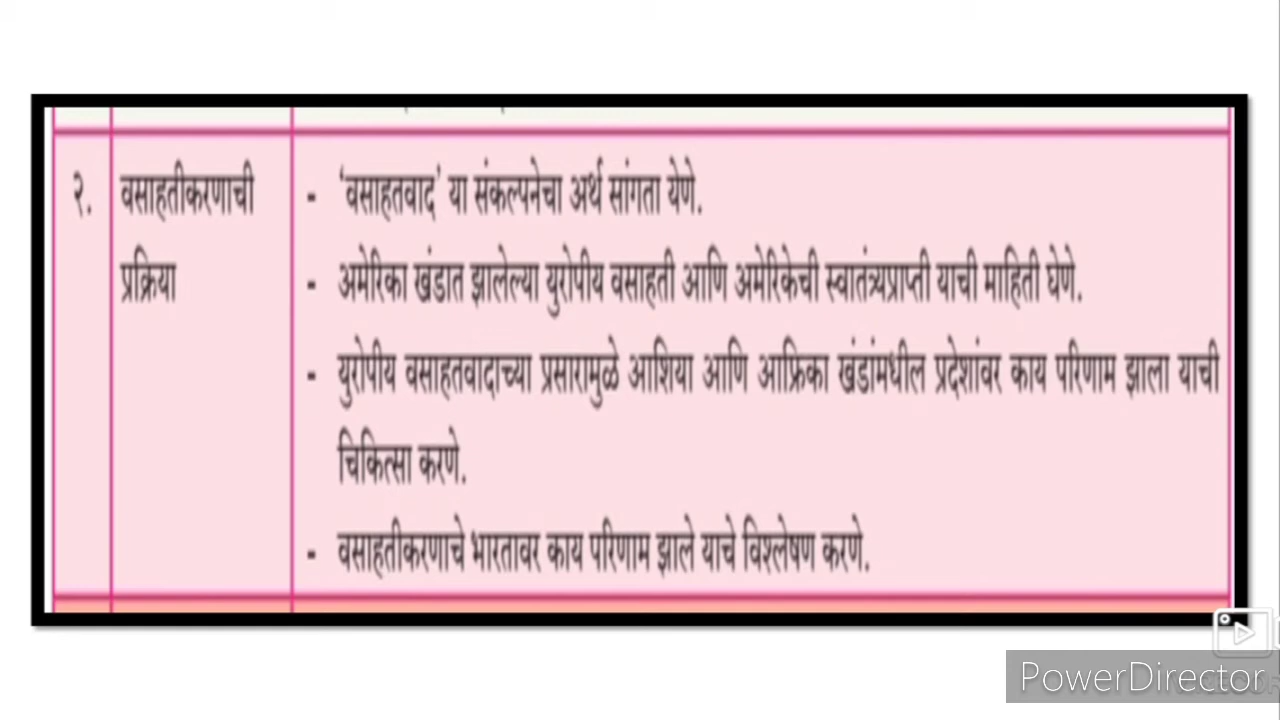 २. वसाहतीकरणाची - ‘वसाहतवाद’ या संकल्पनेचा अर्थ सांगता येणे.
प्रक्रिया - अमेरिका खंडात झालेल्या युरोपीय वसाहती आणि अमेरिकेची स्वातंत्र्यप्राप्ती याची माहिती घेणे.
- युरोपीय वसाहतवादाच्या प्रसारामुळे आशिया आणि आफ्रिका खंडांमधील प्रदेशांवर काय परिणाम झाला याची
चिकित्सा करणे.
- वसाहतीकरणाचे भारतावर काय परिणाम झाले याचे विश्लेषण करणे.
PowerDirector